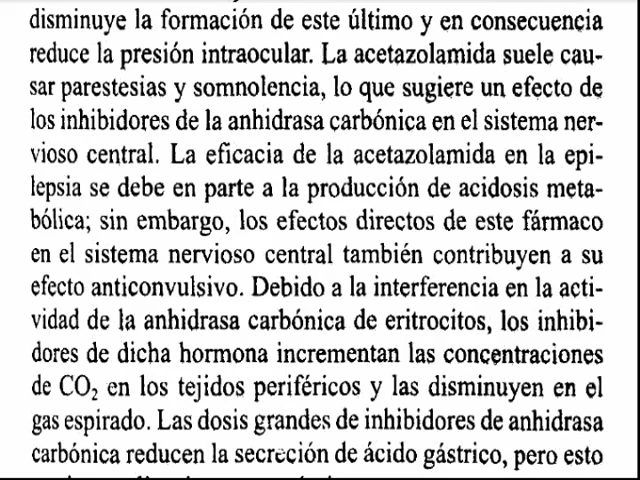 disminuye la formación de este último y en consecuencia
reduce la presión intraocular. La acetazolamida suele cau-
sar parestesias y somnolencia, lo que sugiere un efecto de
los inhibidores de la anhidrasa carbónica en el sistema ner-
vioso central. La eficacia de la acetazolamida en la epi-
lepsia se debe en parte a la producción de acidosis meta-
bólica; sin embargo, los efectos directos de este fármaco
en el sistema nervioso central también contribuyen a su
efecto anticonvulsivo. Debido a la interferencia en la acti-
vidad de la anhidrasa carbónica de eritrocitos, los inhibi-
dores de dicha hormona incrementan las concentraciones
de CO₂ en los tejidos periféricos y las disminuyen en el
gas espirado. Las dosis grandes de inhibidores de anhidrasa
carbónica reducen la secreción de ácido gástrico, pero esto